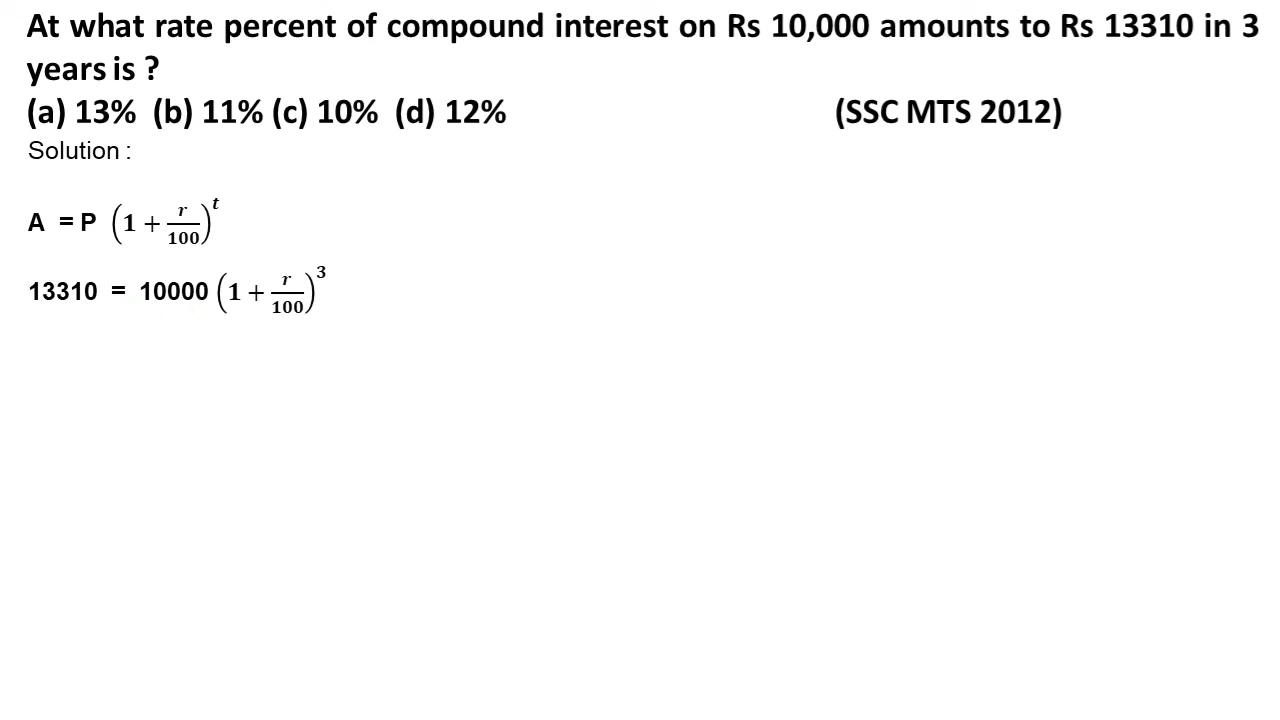 At what rate percent of compound interest on Rs 10,000 amounts to Rs 13310 in 3
years is ?
(a) 13% (b) 11% (c) 10% (d) 12% (SSC MTS 2012)
Solution :
A = P (1 + r/100)^t
13310 = 10000 (1 + r/100)^3